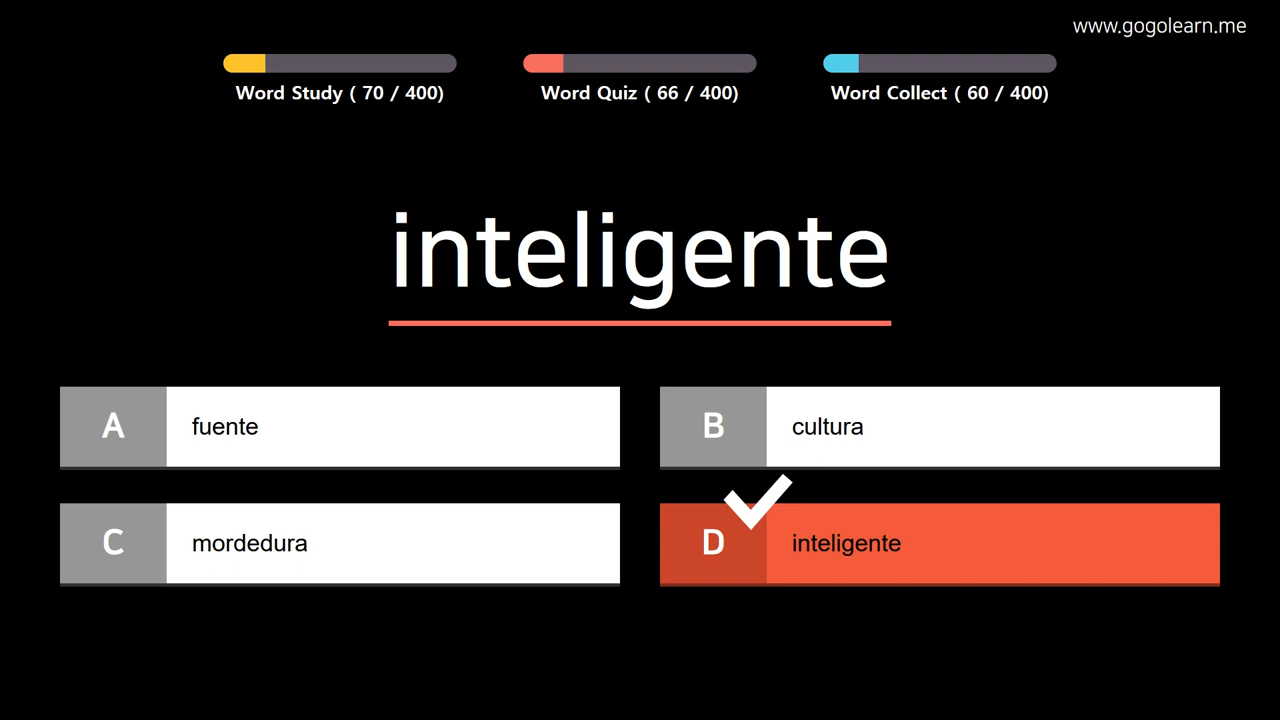 www.gogolearn.me
Word Study ( 70 / 400)
Word Quiz ( 66 / 400)
Word Collect ( 60 / 400)
inteligente
A fuente
B cultura
C mordedura
D inteligente